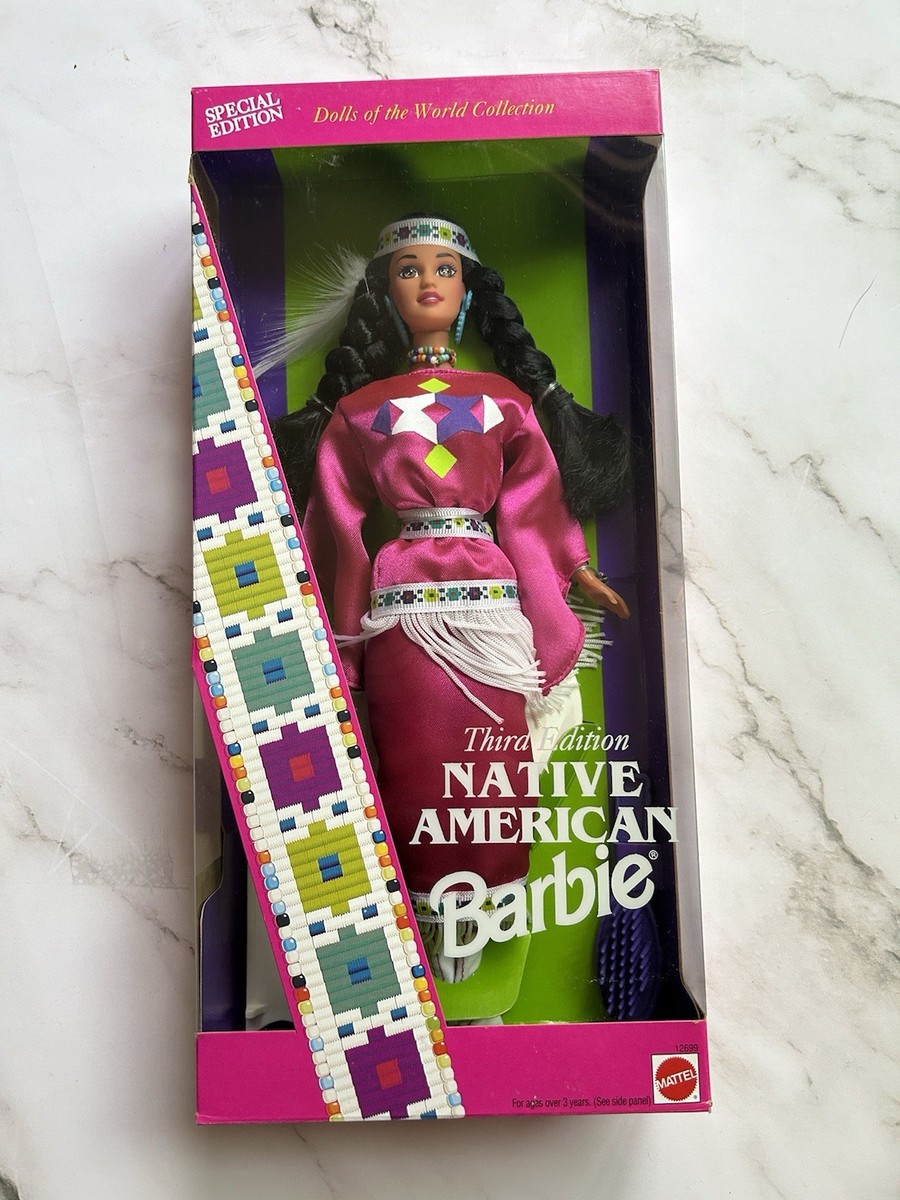 SPECIAL
EDITION
Dolls of the World Collection
Third Edition
NATIVE
AMERICAN
Barbie®
12699
MATTEL
For ages over 3 years. (See side panel)